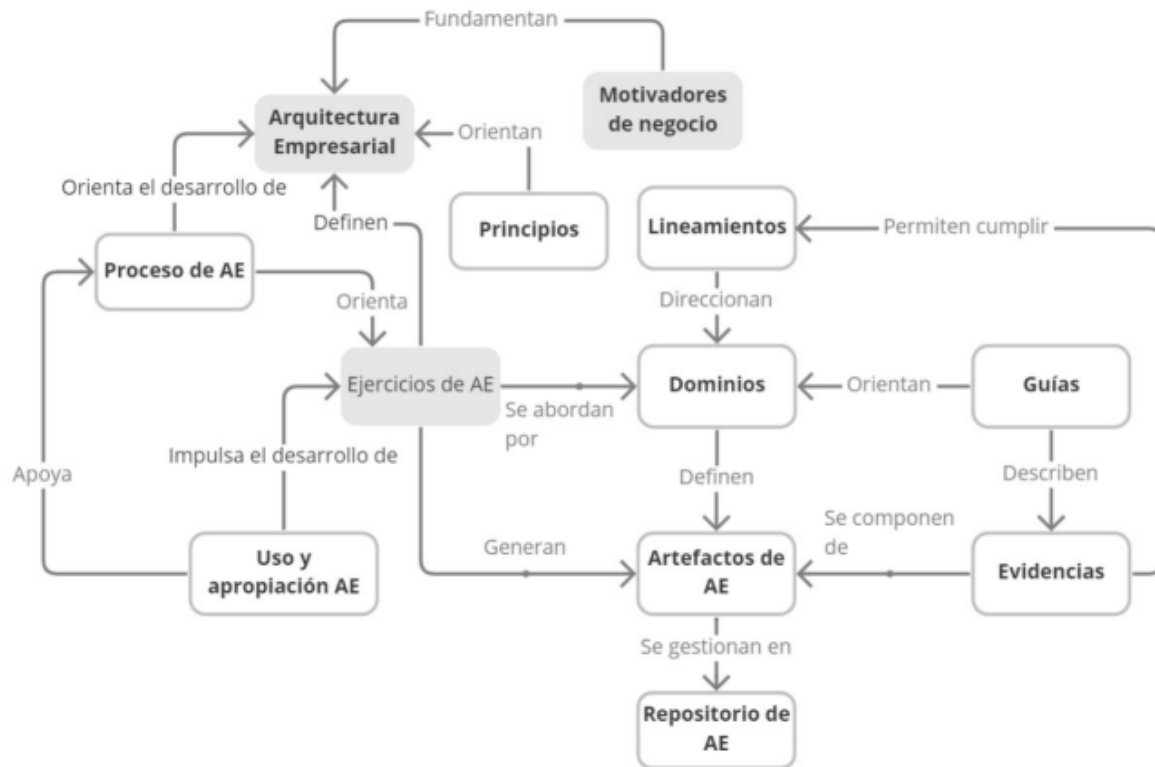 Fundamentan
Motivadores
de negocio
Arquitectura
Empresarial
Orientan
Orienta el desarrollo de
Definen
Principios
Lineamientos
Permiten cumplir
Proceso de AE
Orienta
Direccionan
Ejercicios de AE
Se abordan
por
Dominios
Orientan
Guías
Impulsa el desarrollo de
Apoya
Definen
Describen
Se componen
de
Uso y
apropiación AE
Generan
Artefactos de
AE
Evidencias
Se gestionan en
Repositorio de
AE